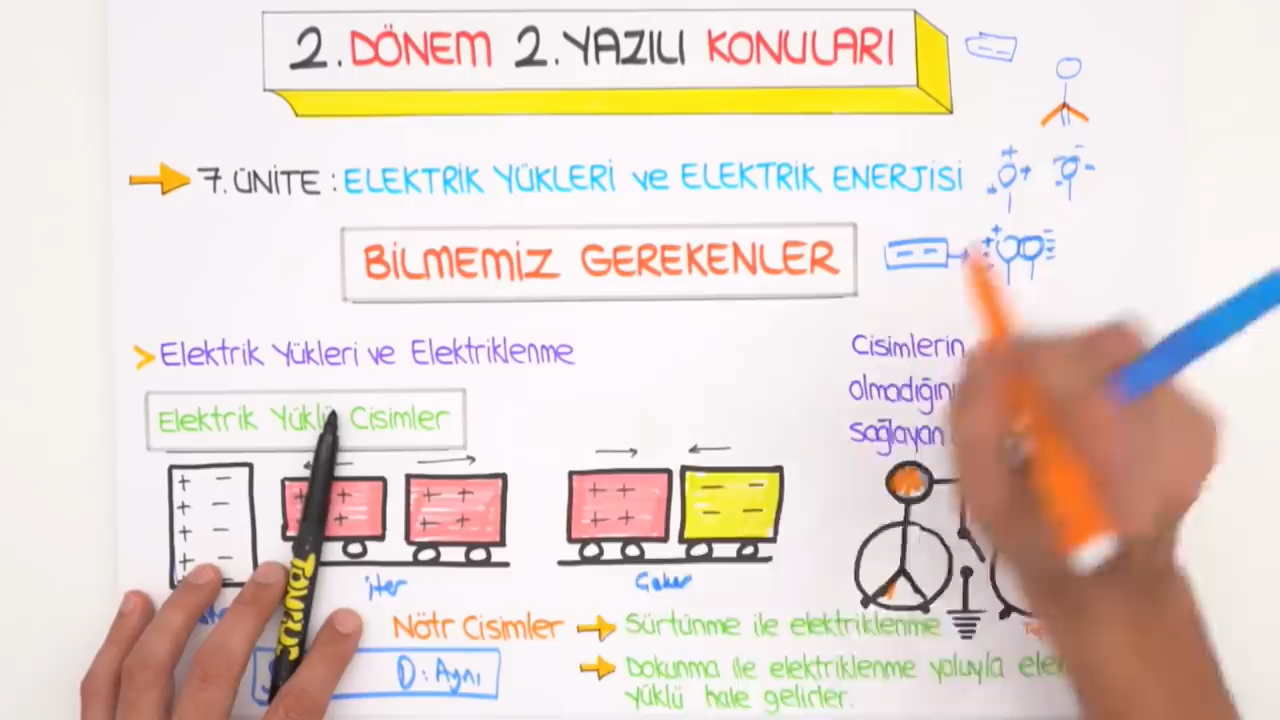 2. DÖNEM 2. YAZILI KONULARI
7. ÜNİTE : ELEKTRİK YÜKLERİ ve ELEKTRİK ENERJİSİ
BİLMEMİZ GEREKENLER
Elektrik Yükleri ve Elektriklenme
Elektrik Yüklü Cisimler
İter
Çeker
Cisimlerin
sağlayan
Nötr Cisimler
Sürtünme ile elektriklenme
D: Aynı
Dokunma ile elektriklenme yoluyla
yüklü hale gelirler.